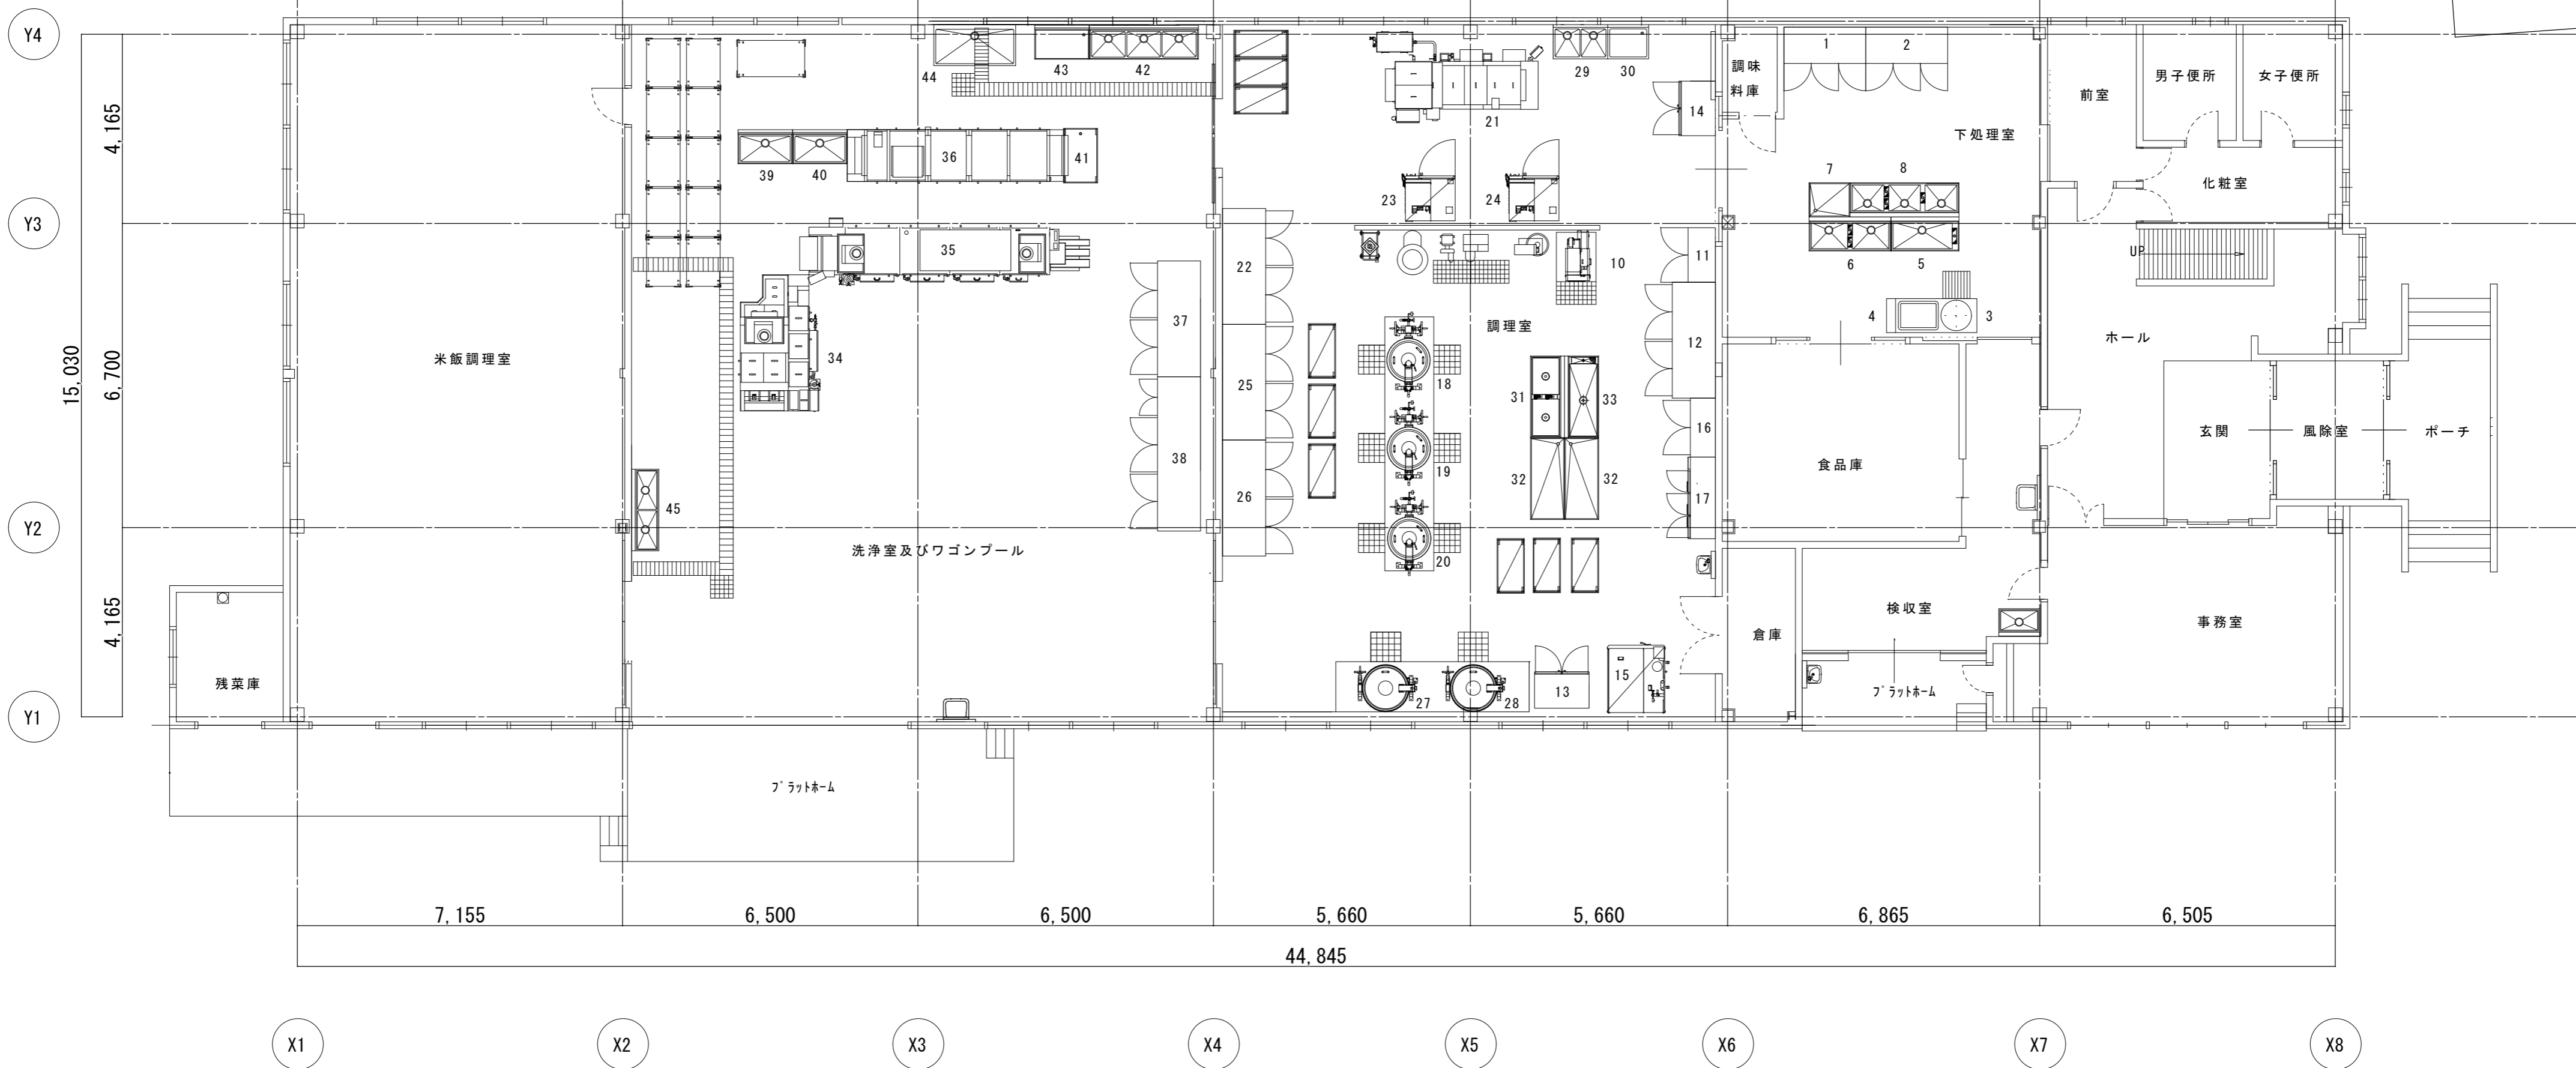 Y4
1
2
44
43
42
29
30
調味
料庫
14
21
前室
男子便所
女子便所
下処理室
4,165
36
41
39
40
23
24
7
8
化粧室
Y3
35
22
10
11
6
5
UP
37
34
調理室
4
3
12
ホール
15,030
6,700
米飯調理室
25
18
31
33
38
26
19
16
32
32
17
食品庫
玄関
風除室
ポーチ
45
Y2
洗浄室及びワゴンプール
20
4,165
検収室
倉庫
事務室
残菜庫
27
28
13
15
プラットホーム
Y1
プラットホーム
7,155
6,500
6,500
5,660
5,660
6,865
6,505
44,845
X1
X2
X3
X4
X5
X6
X7
X8